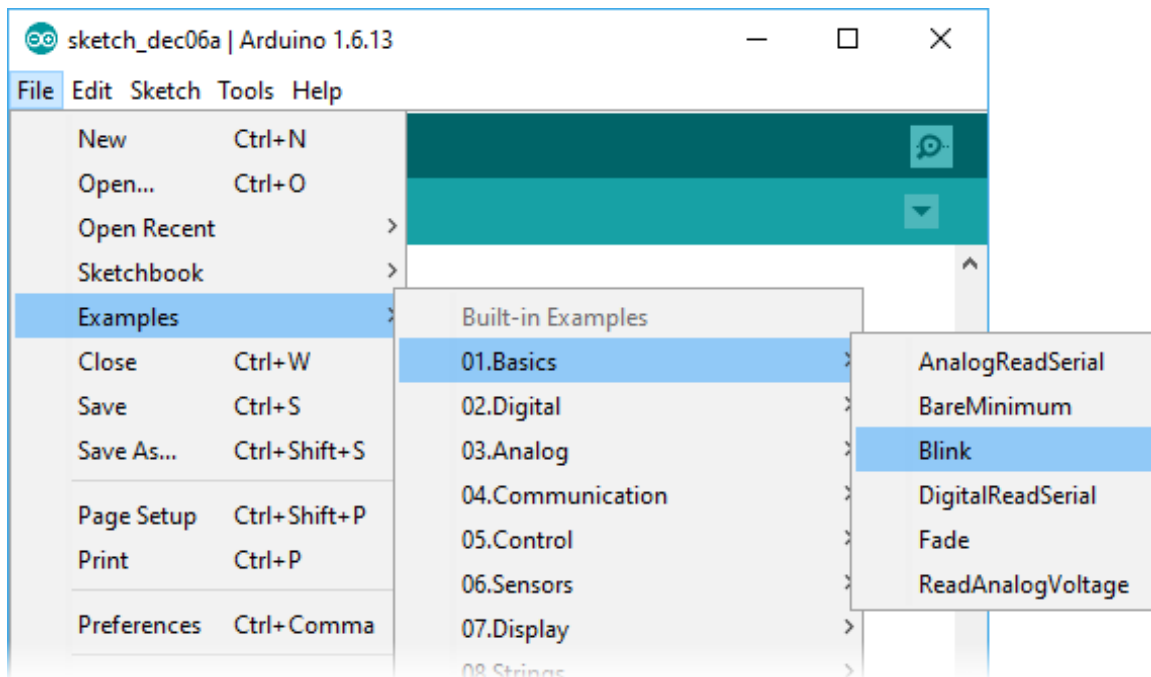 sketch_dec06a | Arduino 1.6.13
File Edit Sketch Tools Help
New Ctrl+N
Open... Ctrl+O
Open Recent
Sketchbook
Examples
Close Ctrl+W
Save Ctrl+S
Save As... Ctrl+Shift+S
Page Setup Ctrl+Shift+P
Print Ctrl+P
Preferences Ctrl+Comma
Built-in Examples
01.Basics
02.Digital
03.Analog
04.Communication
05.Control
06.Sensors
07.Display
08.Strings
AnalogReadSerial
BareMinimum
Blink
DigitalReadSerial
Fade
ReadAnalogVoltage